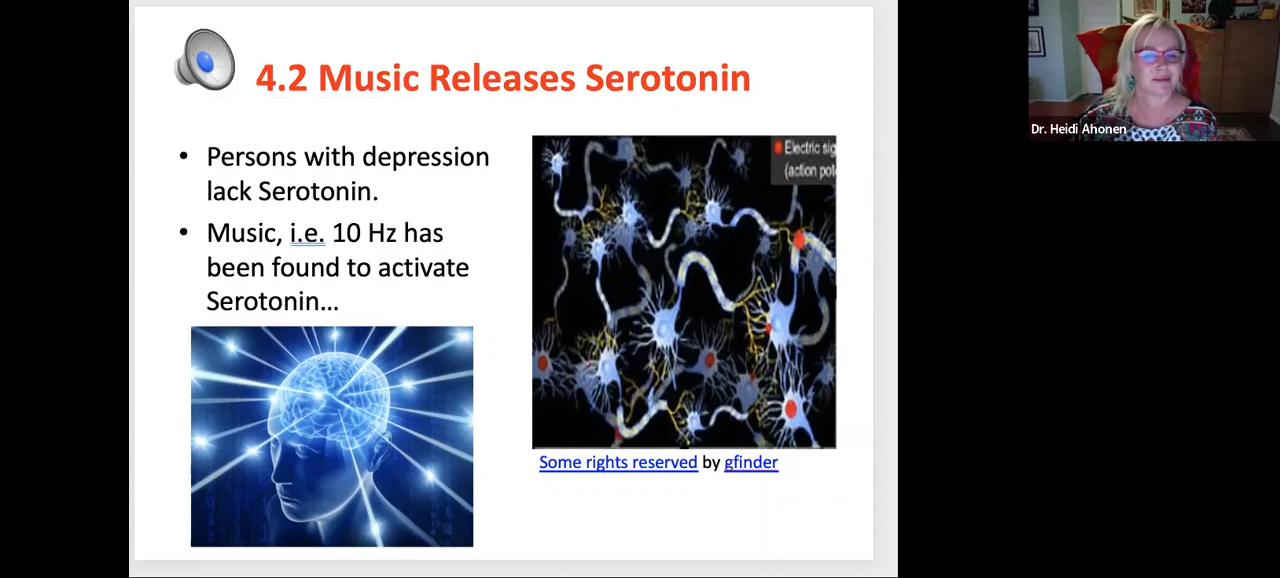 4.2 Music Releases Serotonin
• Persons with depression
lack Serotonin.
• Music, i.e. 10 Hz has
been found to activate
Serotonin...
Electric sig
(action pot
Some rights reserved by gfinder
Dr. Heidi Ahonen